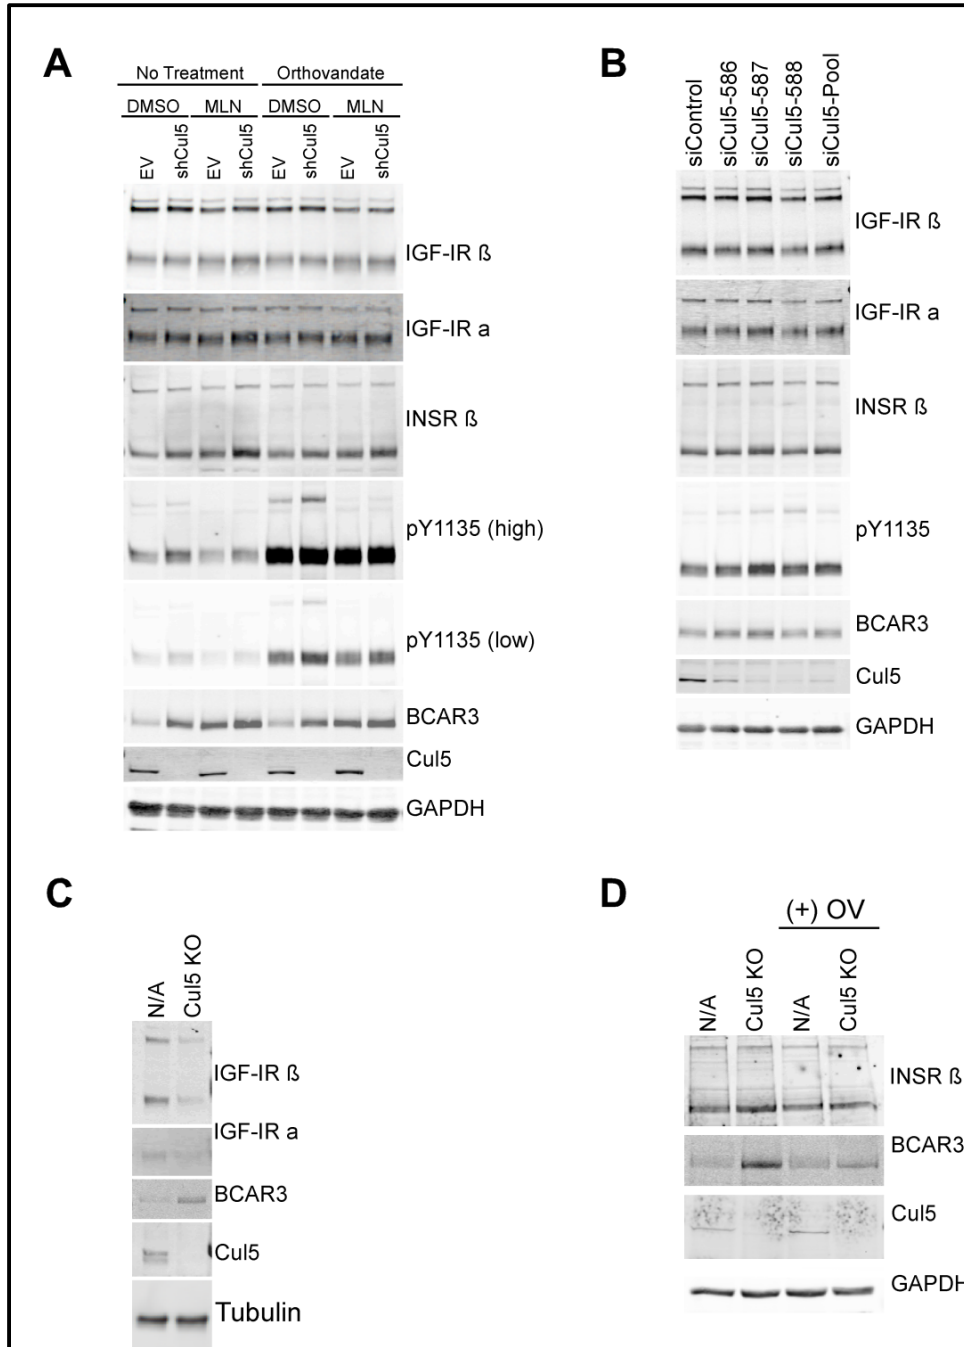 A
No Treatment Orthovandate
DMSO MLN DMSO MLN
EV shCul5 EV shCul5 EV shCul5 EV shCul5
IGF-IR ß
IGF-IR a
INSR ß
pY1135 (high)
pY1135 (low)
BCAR3
Cul5
GAPDH
B
siControl siCul5-586 siCul5-587 siCul5-588 siCul5-Pool
IGF-IR ß
IGF-IR a
INSR ß
pY1135
BCAR3
Cul5
GAPDH
C
N/A Cul5 KO
IGF-IR ß
IGF-IR a
BCAR3
Cul5
Tubulin
D
(+) OV
N/A Cul5 KO N/A Cul5 KO
INSR ß
BCAR3
Cul5
GAPDH